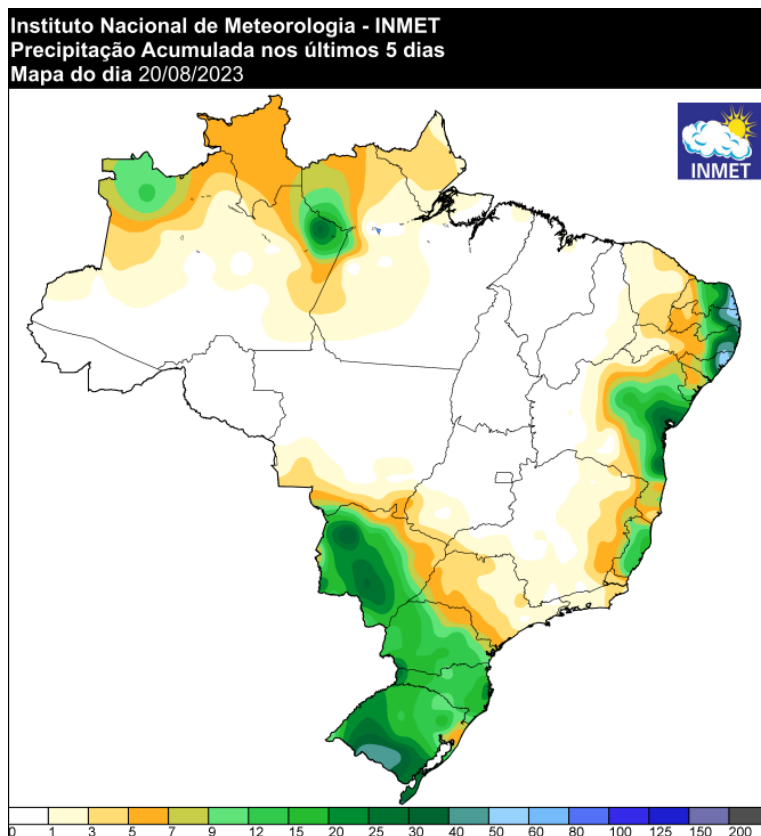 Instituto Nacional de Meteorologia - INMET
Precipitação Acumulada nos últimos 5 dias
Mapa do dia 20/08/2023
INMET
0 1 3 5 7 9 12 15 20 25 30 40 50 60 80 100 125 150 200